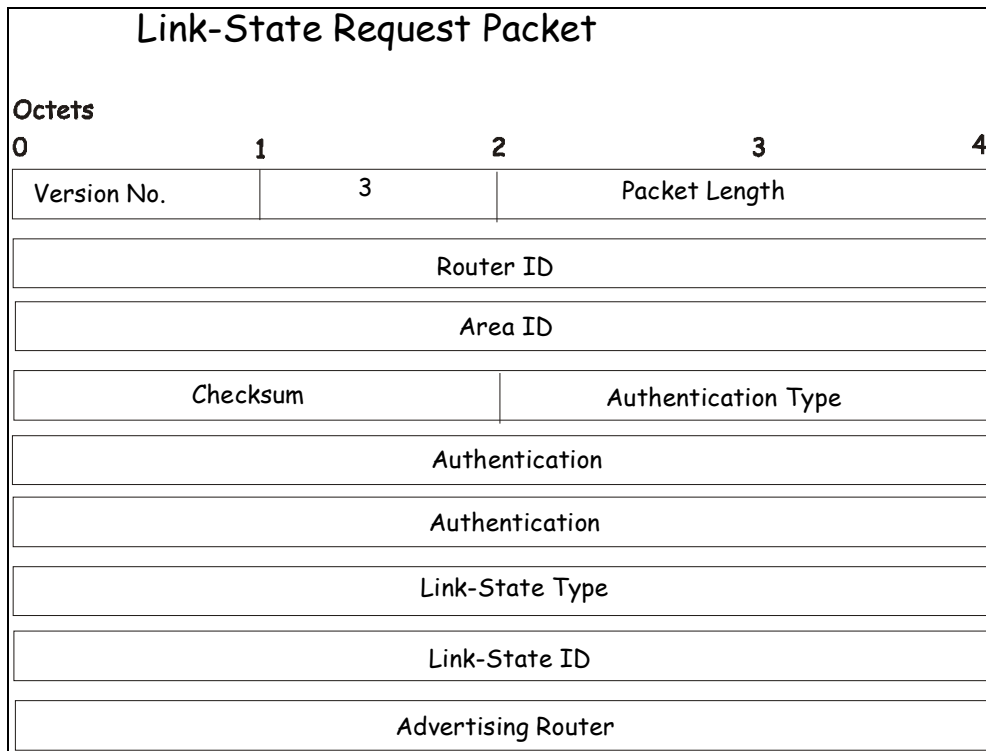 Link-State Request Packet
Octets
0 1 2 3 4
Version No. 3 Packet Length
Router ID
Area ID
Checksum Authentication Type
Authentication
Authentication
Link-State Type
Link-State ID
Advertising Router